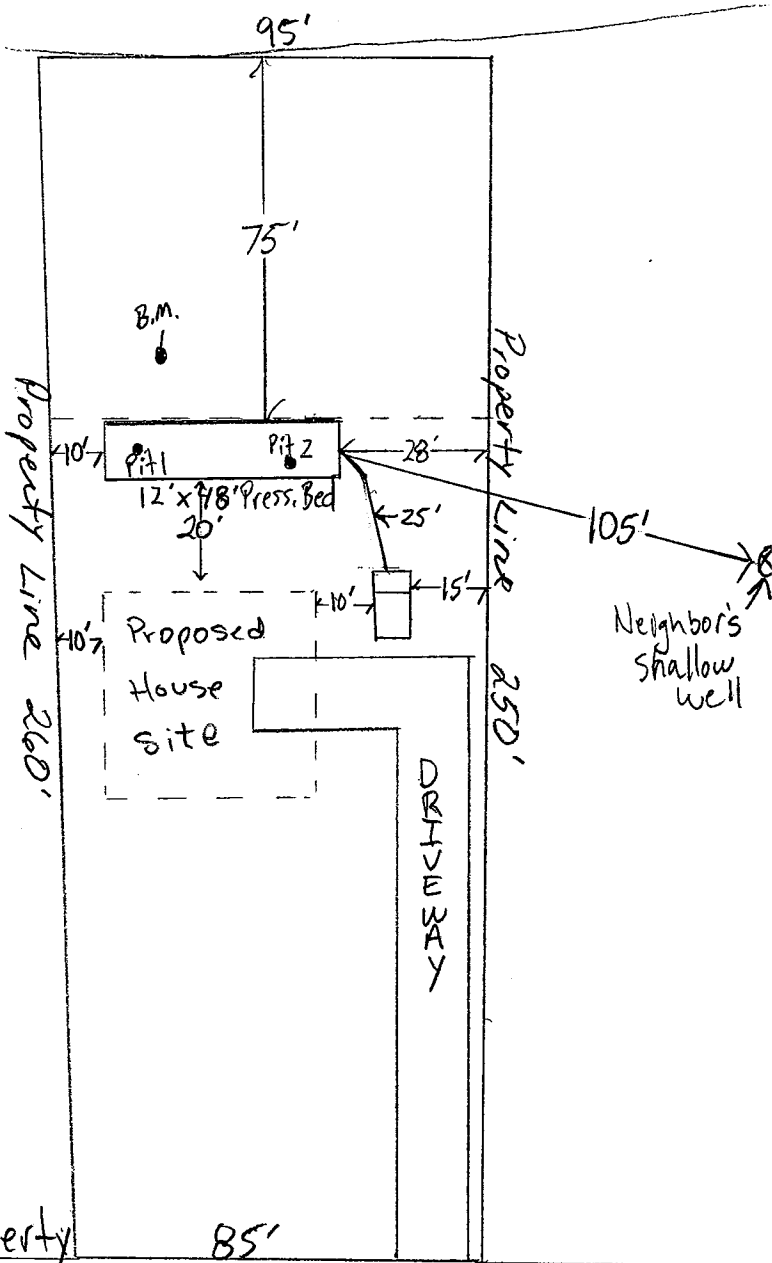 95'
75'
B.M.
Property Line 260'
Property Line 250'
10'
Pit 1
Pit 2
28'
12' x 48' Press. Bed
20'
25'
105'
10'
Proposed
House
site
10'
15'
Neighbor's
shallow
well
DRIVEWAY
erty
85'